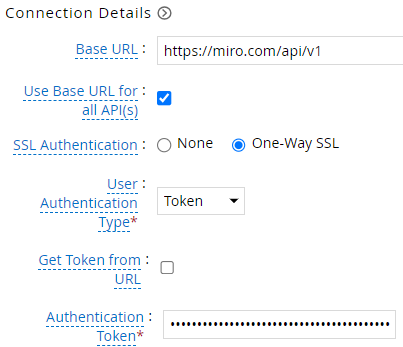 Connection Details
Base URL :
https://miro.com/api/v1
Use Base URL for :
all API(s)
SSL Authentication :
None
One-Way SSL
User :
Authentication
Type*
Token
Get Token from :
URL
Authentication :
Token*